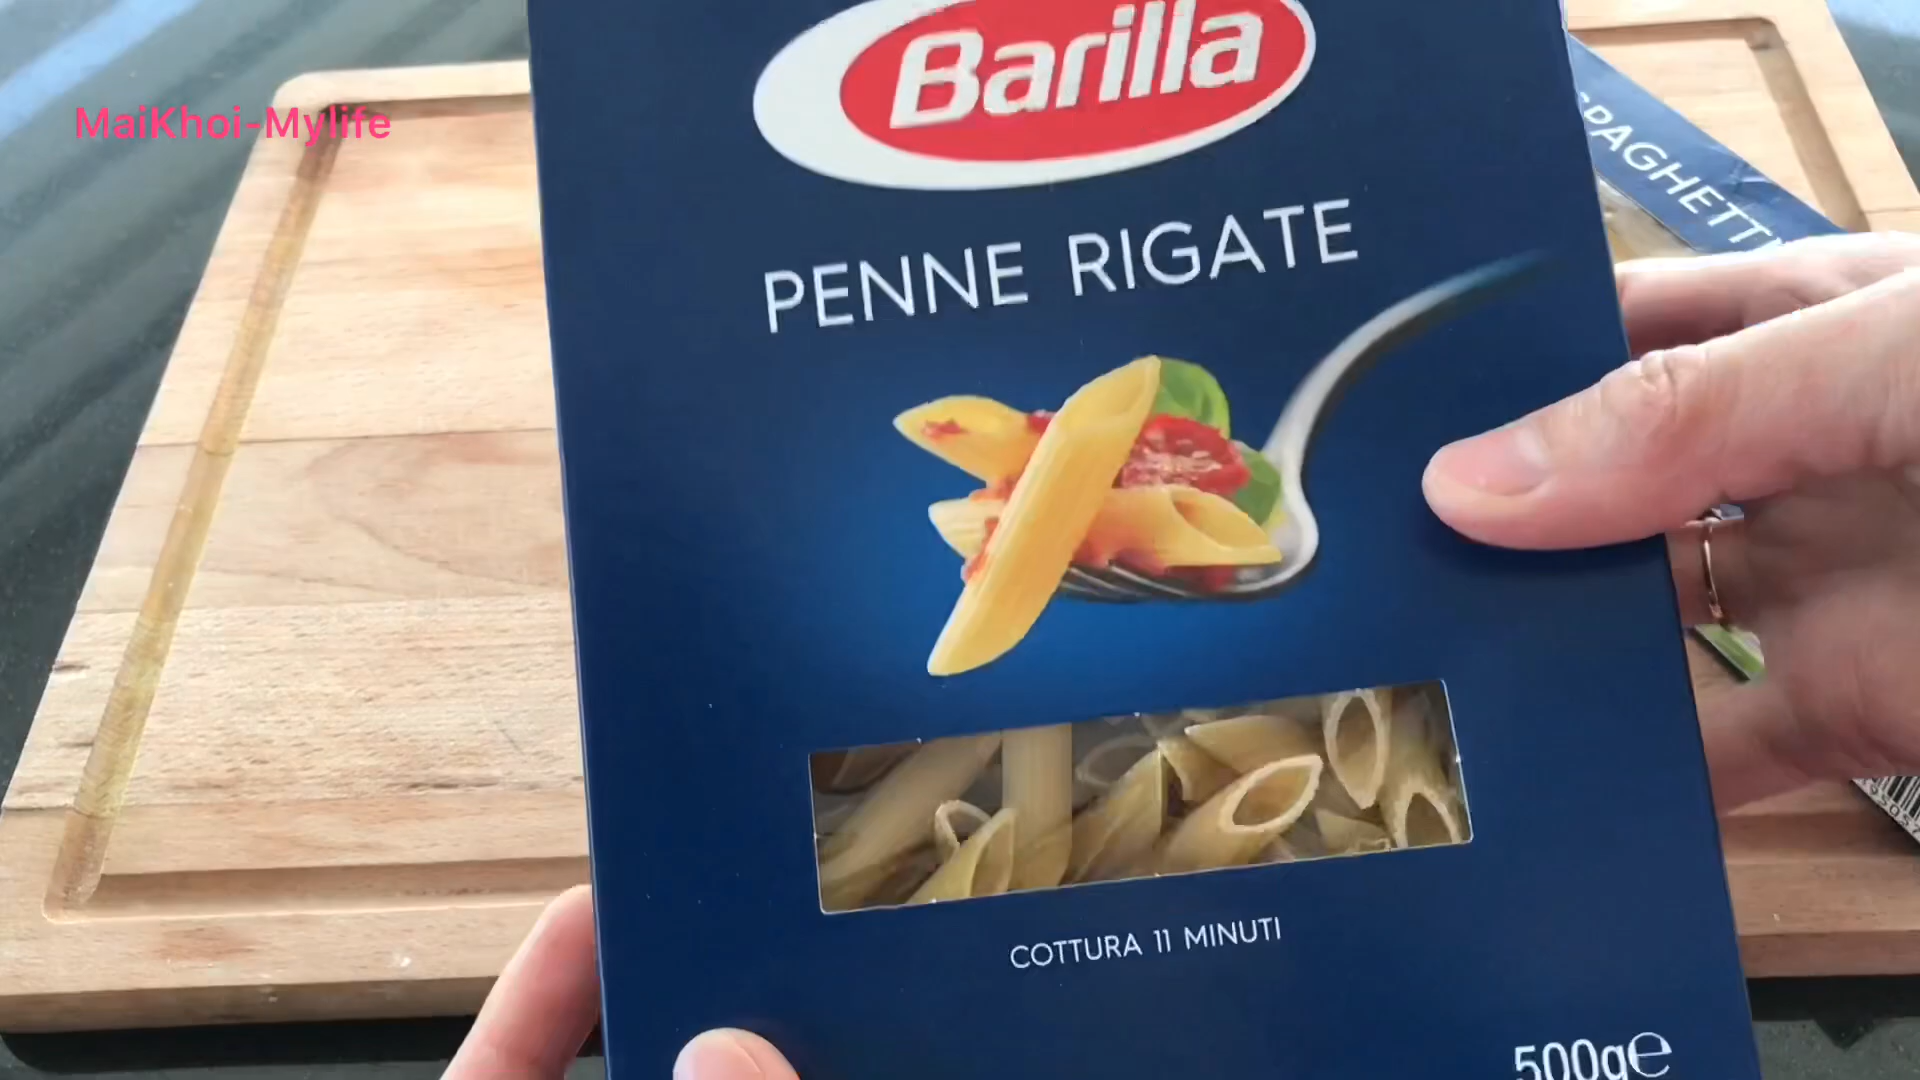 MaiKhoi-Mylife
Barilla
PENNE RIGATE
SPAGHETTI
COTTURA 11 MINUTI
500g℮